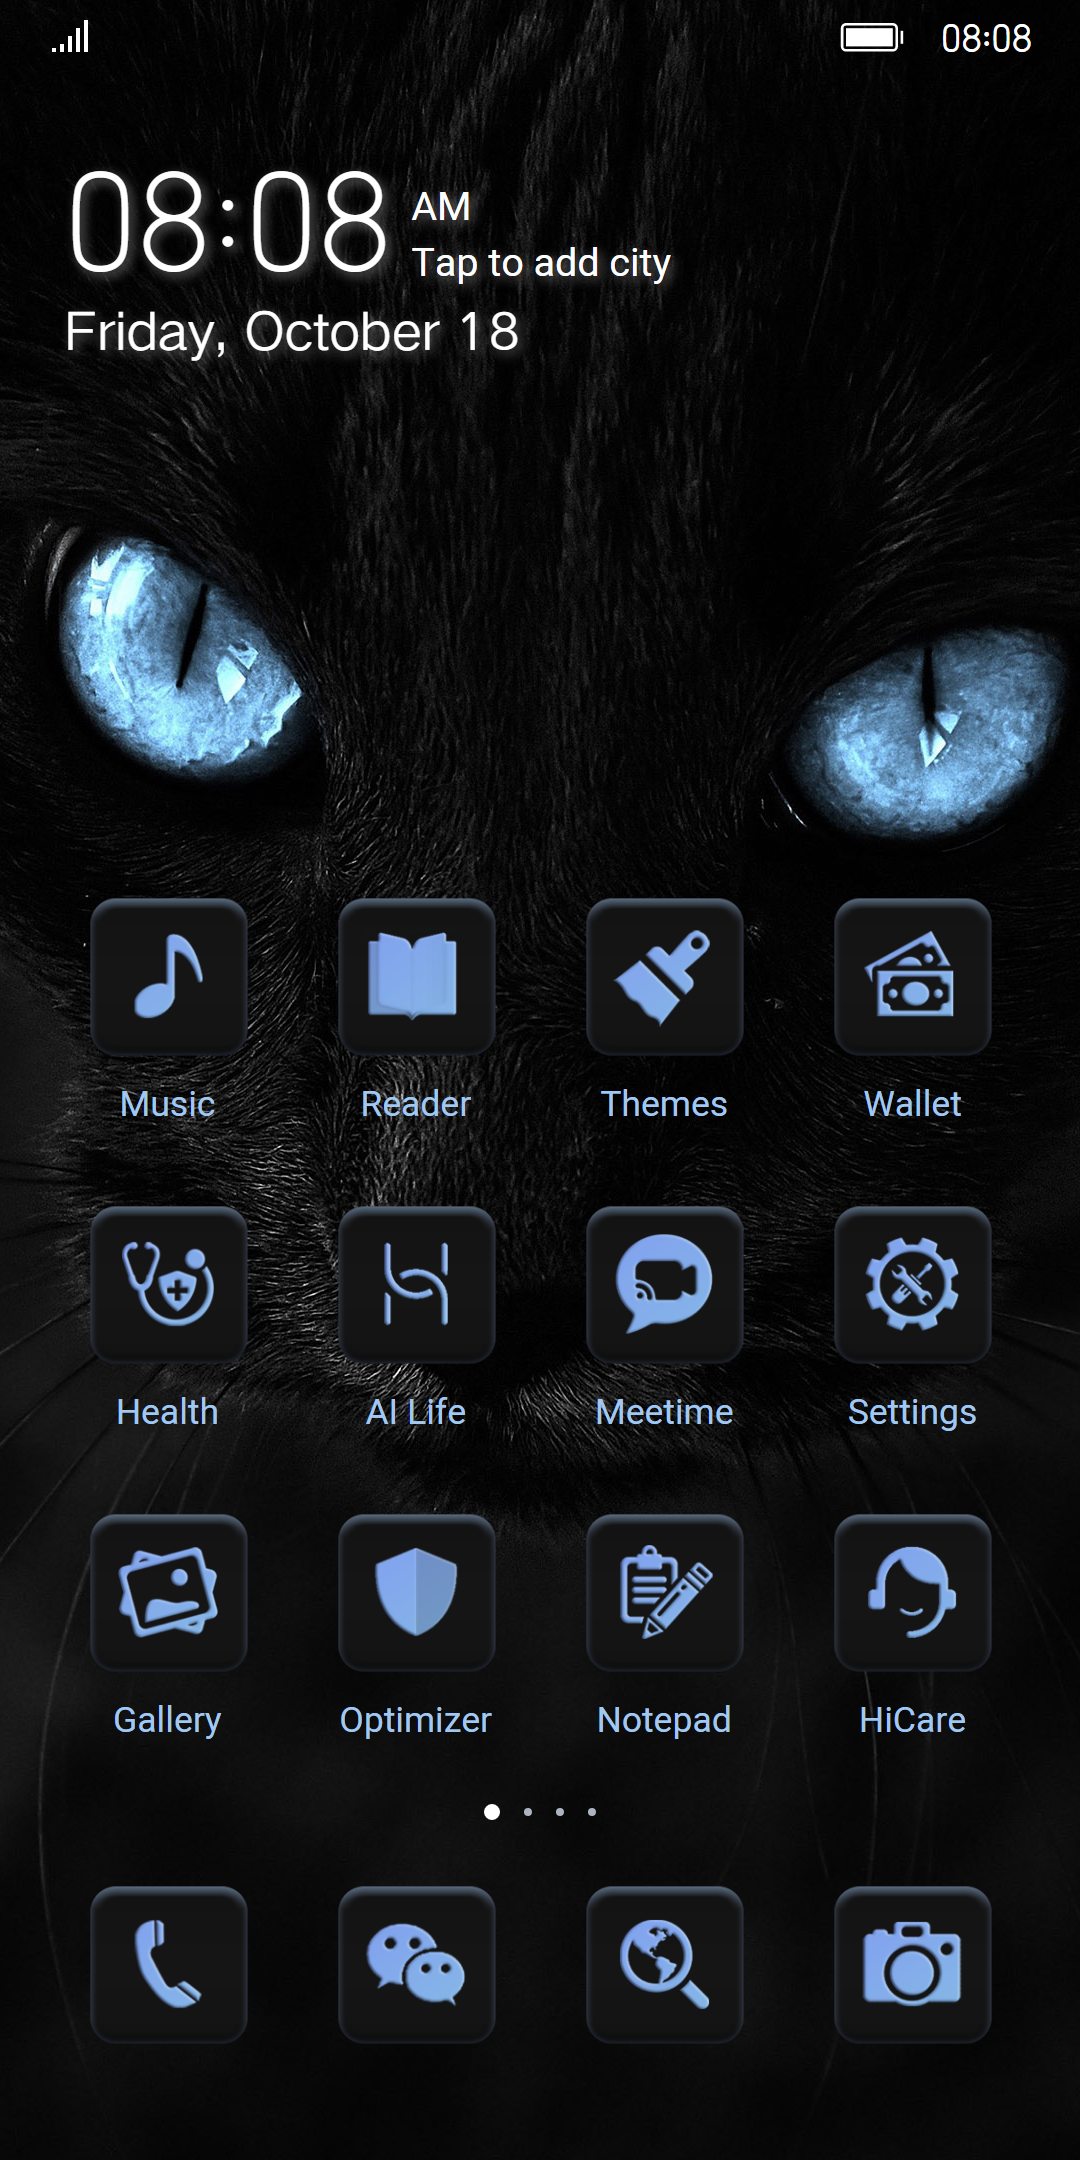 08:08
08:08 AM
Tap to add city
Friday, October 18
Music Reader Themes Wallet
Health AI Life Meetime Settings
Gallery Optimizer Notepad HiCare